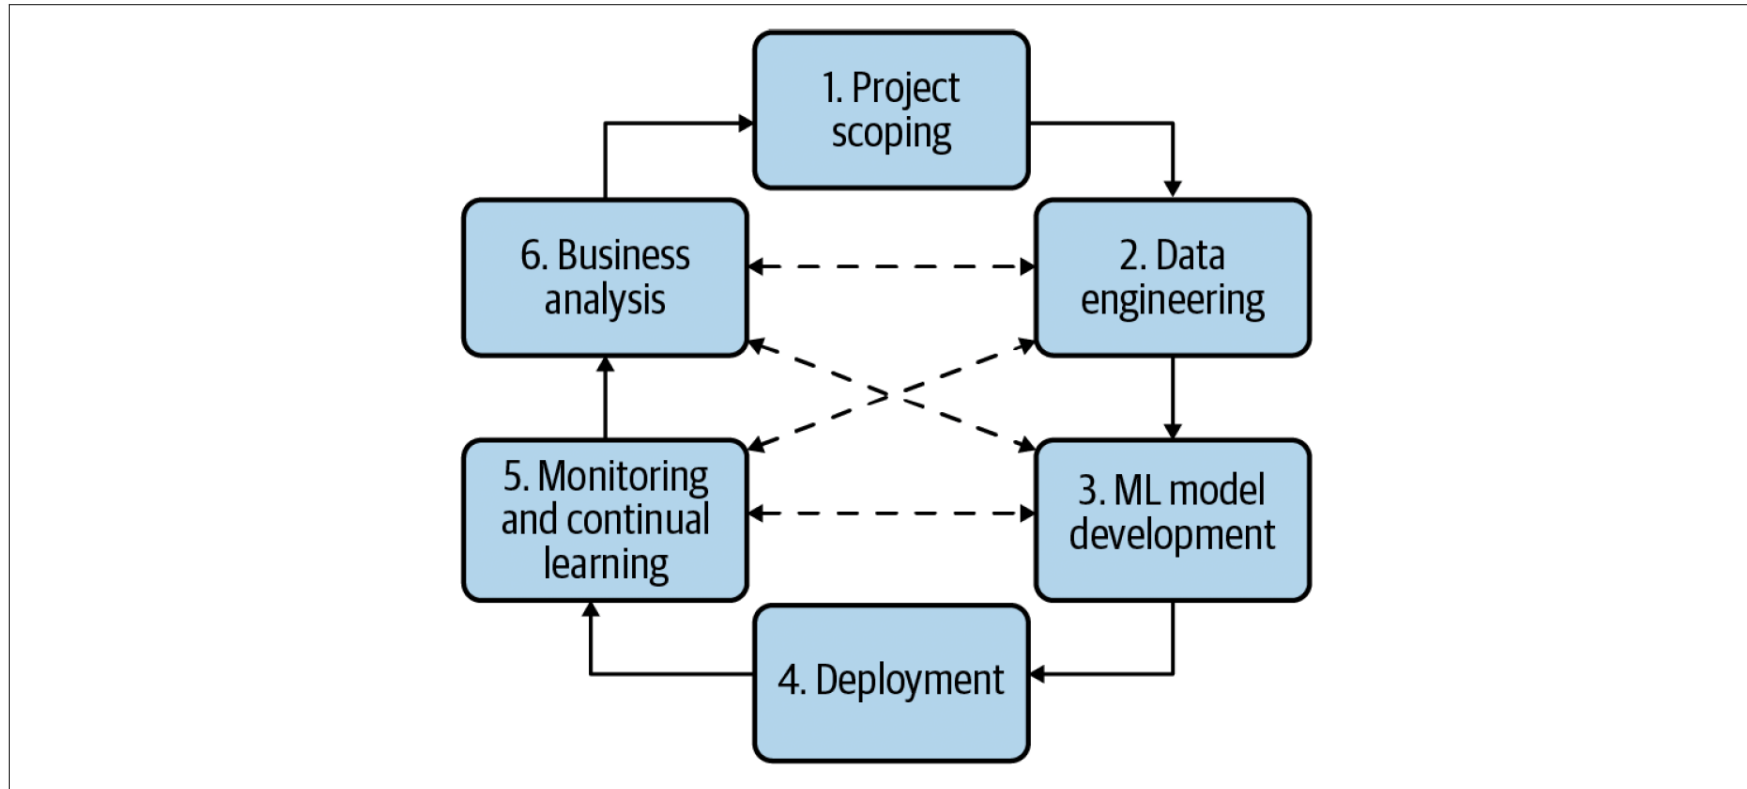 1. Project
scoping
2. Data
engineering
3. ML model
development
4. Deployment
5. Monitoring
and continual
learning
6. Business
analysis